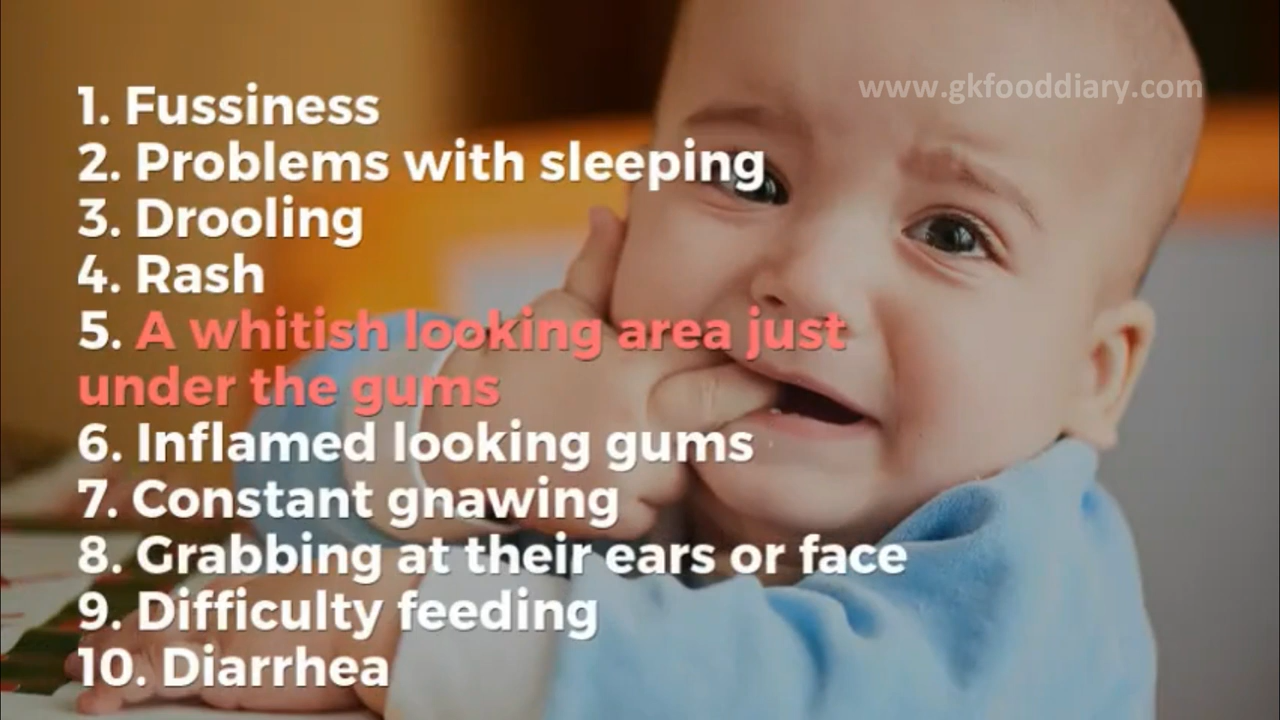 www.gkfooddiary.com
1. Fussiness
2. Problems with sleeping
3. Drooling
4. Rash
5. A whitish looking area just
under the gums
6. Inflamed looking gums
7. Constant gnawing
8. Grabbing at their ears or face
9. Difficulty feeding
10. Diarrhea